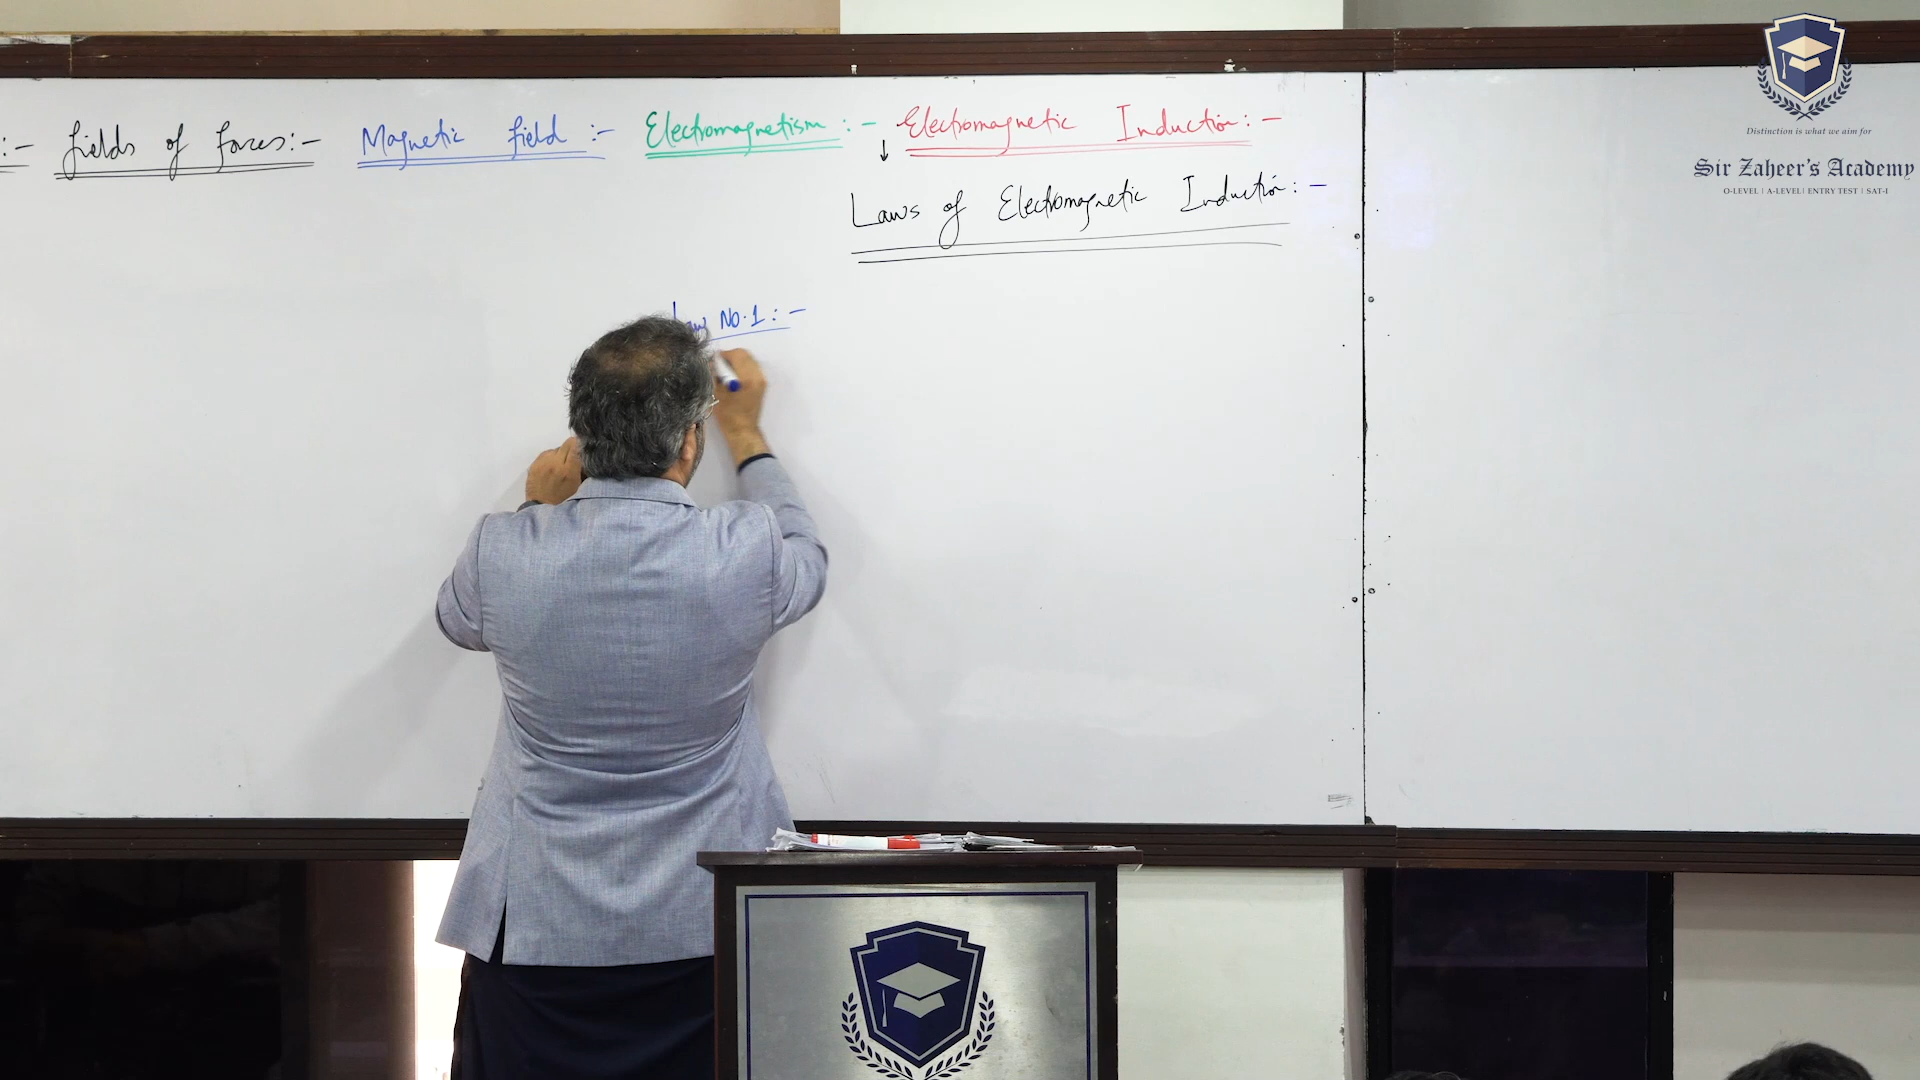 :- fields of forces:- Magnetic field :- Electromagnetism :- Electromagnetic Induction:-
↓
Laws of Electromagnetic Induction:-
Law No.1:-
Distinction is what we aim for
Sir Zaheer's Academy
O-LEVEL | A-LEVEL | ENTRY TEST | SAT-I